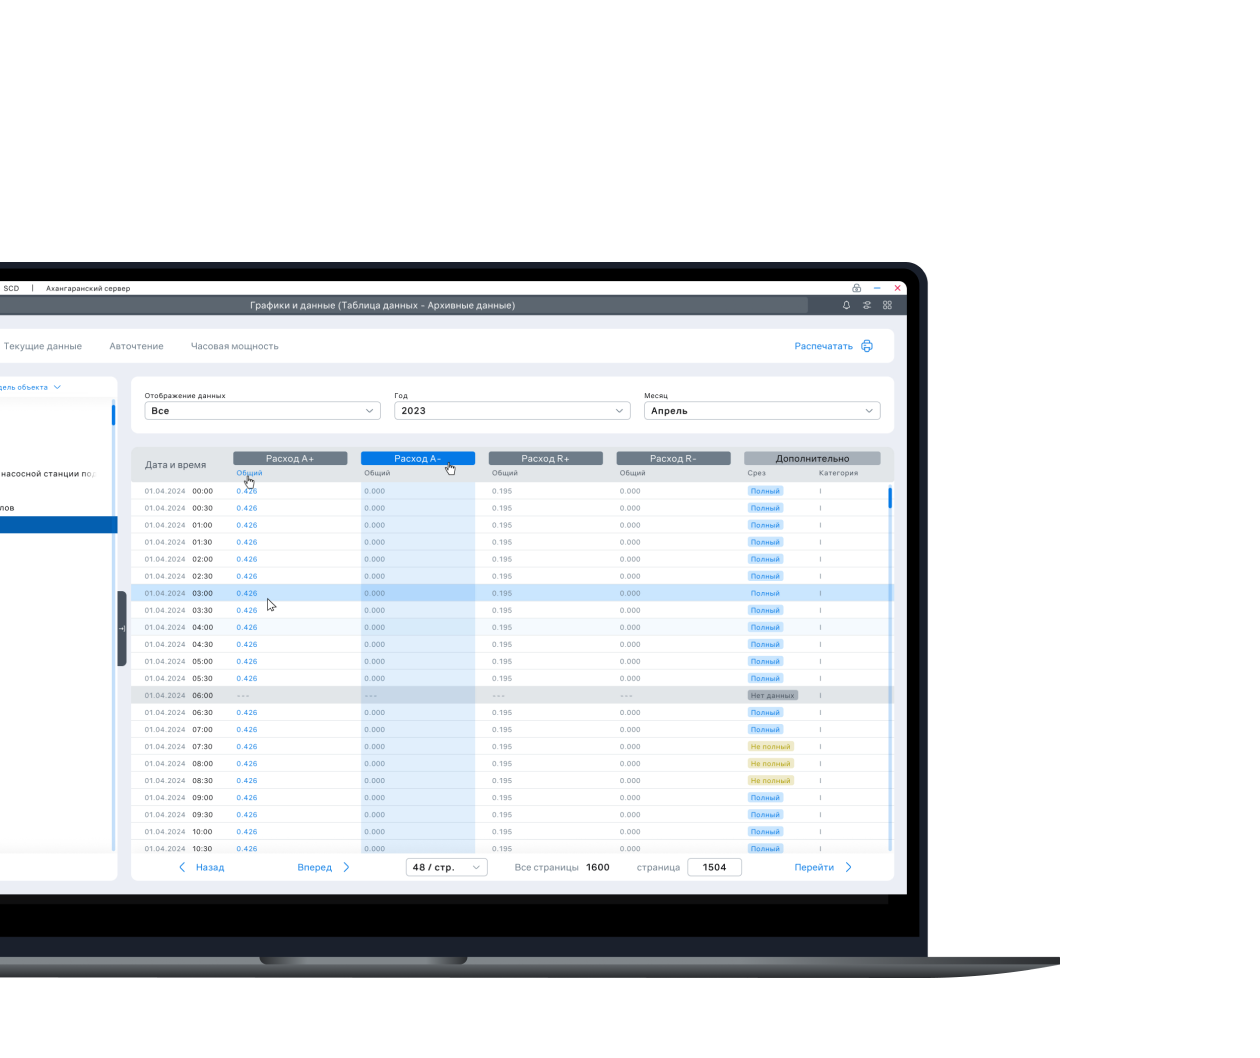 SCD | Ахангаранский сервер
Графики и данные (Таблица данных - Архивные данные)
Текущие данные Авточтение Часовая мощность Распечатать
объекта
насосной станции
Отображение данных Год Месяц
Все 2023 Апрель
Дата и время Расход A+ Расход A- Расход R+ Расход R- Дополнительно
Общий Общий Общий Общий Срез Категория
01.04.2024 00:00 0.426 0.000 0.195 0.000 Полный I
01.04.2024 00:30 0.426 0.000 0.195 0.000 Полный I
01.04.2024 01:00 0.426 0.000 0.195 0.000 Полный I
01.04.2024 01:30 0.426 0.000 0.195 0.000 Полный I
01.04.2024 02:00 0.426 0.000 0.195 0.000 Полный I
01.04.2024 02:30 0.426 0.000 0.195 0.000 Полный I
01.04.2024 03:00 0.426 0.000 0.195 0.000 Полный I
01.04.2024 03:30 0.426 0.000 0.195 0.000 Полный I
01.04.2024 04:00 0.426 0.000 0.195 0.000 Полный I
01.04.2024 04:30 0.426 0.000 0.195 0.000 Полный I
01.04.2024 05:00 0.426 0.000 0.195 0.000 Полный I
01.04.2024 05:30 0.426 0.000 0.195 0.000 Полный I
01.04.2024 06:00 --- --- --- --- Нет данных I
01.04.2024 06:30 0.426 0.000 0.195 0.000 Полный I
01.04.2024 07:00 0.426 0.000 0.195 0.000 Полный I
01.04.2024 07:30 0.426 0.000 0.195 0.000 Не полный I
01.04.2024 08:00 0.426 0.000 0.195 0.000 Не полный I
01.04.2024 08:30 0.426 0.000 0.195 0.000 Не полный I
01.04.2024 09:00 0.426 0.000 0.195 0.000 Полный I
01.04.2024 09:30 0.426 0.000 0.195 0.000 Полный I
01.04.2024 10:00 0.426 0.000 0.195 0.000 Полный I
01.04.2024 10:30 0.426 0.000 0.195 0.000 Полный I
Назад Вперед 48 / стр. Все страницы 1600 страница 1504 Перейти